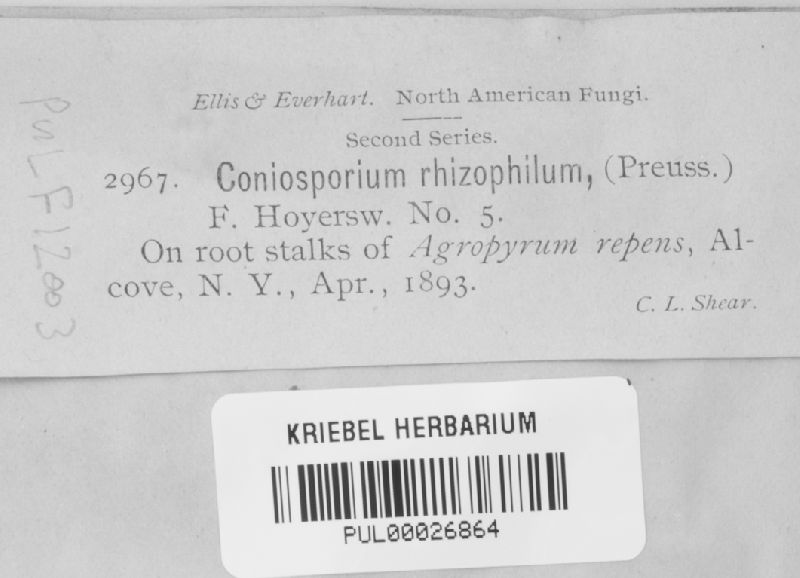 Ellis & Everhart. North American Fungi.
Second Series.
2967. Coniosporium rhizophilum, (Preuss.)
F. Hoyersw. No. 5.
On root stalks of Agropyrum repens, Al-
cove, N. Y., Apr., 1893.
C. L. Shear.
PUL F12003
KRIEBEL HERBARIUM
PUL00026864